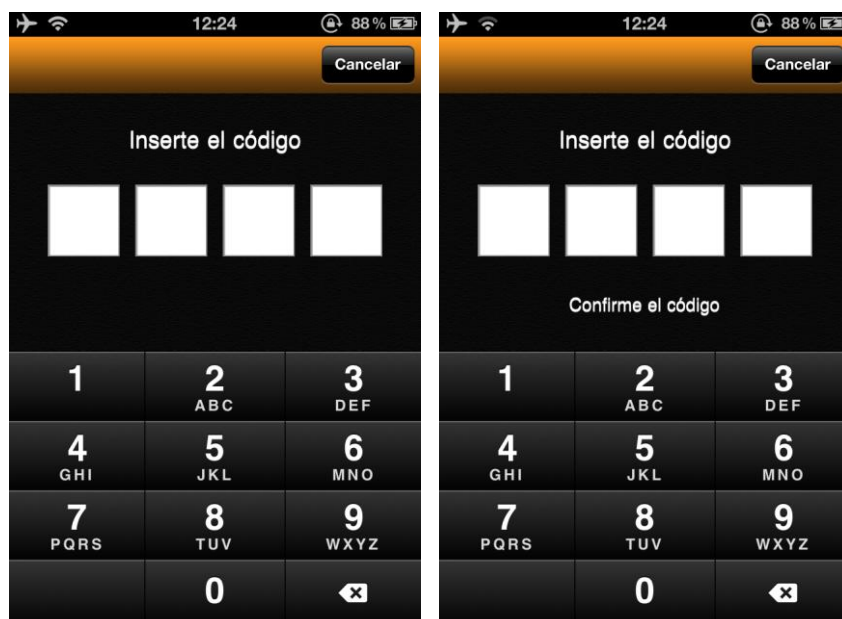 12:24 88%
Cancelar
Inserte el código
1 2 3
ABC DEF
4 5 6
GHI JKL MNO
7 8 9
PQRS TUV WXYZ
0
12:24 88%
Cancelar
Inserte el código
Confirme el código
1 2 3
ABC DEF
4 5 6
GHI JKL MNO
7 8 9
PQRS TUV WXYZ
0